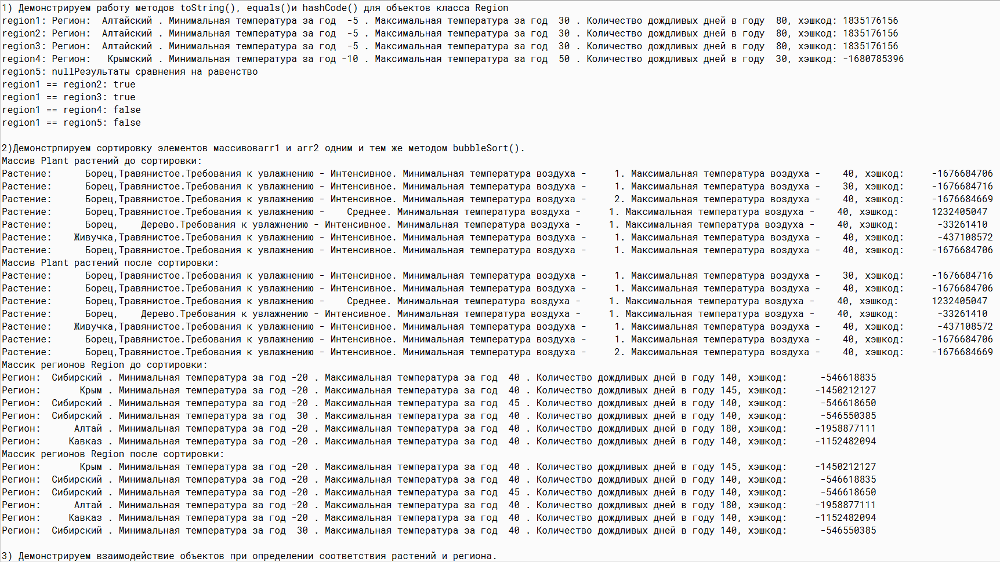 1) Демонстрируем работу методов toString(), equals()и hashCode() для объектов класса Region
region1: Регион:  Алтайский . Минимальная температура за год  -5 . Максимальная температура за год  30 . Количество дождливых дней в году  80, хэшкод: 1835176156
region2: Регион:  Алтайский . Минимальная температура за год  -5 . Максимальная температура за год  30 . Количество дождливых дней в году  80, хэшкод: 1835176156
region3: Регион:  Алтайский . Минимальная температура за год  -5 . Максимальная температура за год  30 . Количество дождливых дней в году  80, хэшкод: 1835176156
region4: Регион:   Крымский . Минимальная температура за год -10 . Максимальная температура за год  50 . Количество дождливых дней в году  30, хэшкод: -1680785396
region5: nullРезультаты сравнения на равенство
region1 == region2: true
region1 == region3: true
region1 == region4: false
region1 == region5: false
2)Демонстрпируем сортировку элементов массивовarr1 и arr2 одним и тем же методом bubbleSort().
Массив Plant растений до сортировки:
Растение:      Борец,Травянистое.Требования к увлажнению - Интенсивное. Минимальная температура воздуха -     1. Максимальная температура воздуха -    40, хэшкод:     -1676684706
Растение:      Борец,Травянистое.Требования к увлажнению - Интенсивное. Минимальная температура воздуха -     1. Максимальная температура воздуха -    30, хэшкод:     -1676684716
Растение:      Борец,Травянистое.Требования к увлажнению - Интенсивное. Минимальная температура воздуха -     2. Максимальная температура воздуха -    40, хэшкод:     -1676684669
Растение:      Борец,Травянистое.Требования к увлажнению -    Среднее. Минимальная температура воздуха -     1. Максимальная температура воздуха -    40, хэшкод:      1232405047
Растение:      Борец,    Дерево.Требования к увлажнению - Интенсивное. Минимальная температура воздуха -     1. Максимальная температура воздуха -    40, хэшкод:       -33261410
Растение:    Живучка,Травянистое.Требования к увлажнению - Интенсивное. Минимальная температура воздуха -     1. Максимальная температура воздуха -    40, хэшкод:      -437108572
Растение:      Борец,Травянистое.Требования к увлажнению - Интенсивное. Минимальная температура воздуха -     1. Максимальная температура воздуха -    40, хэшкод:     -1676684706
Массив Plant растений после сортировки:
Растение:      Борец,Травянистое.Требования к увлажнению - Интенсивное. Минимальная температура воздуха -     1. Максимальная температура воздуха -    30, хэшкод:     -1676684716
Растение:      Борец,Травянистое.Требования к увлажнению - Интенсивное. Минимальная температура воздуха -     1. Максимальная температура воздуха -    40, хэшкод:     -1676684706
Растение:      Борец,Травянистое.Требования к увлажнению -    Среднее. Минимальная температура воздуха -     1. Максимальная температура воздуха -    40, хэшкод:      1232405047
Растение:      Борец,    Дерево.Требования к увлажнению - Интенсивное. Минимальная температура воздуха -     1. Максимальная температура воздуха -    40, хэшкод:       -33261410
Растение:    Живучка,Травянистое.Требования к увлажнению - Интенсивное. Минимальная температура воздуха -     1. Максимальная температура воздуха -    40, хэшкод:      -437108572
Растение:      Борец,Травянистое.Требования к увлажнению - Интенсивное. Минимальная температура воздуха -     1. Максимальная температура воздуха -    40, хэшкод:     -1676684706
Растение:      Борец,Травянистое.Требования к увлажнению - Интенсивное. Минимальная температура воздуха -     2. Максимальная температура воздуха -    40, хэшкод:     -1676684669
Массик регионов Region до сортировки:
Регион:  Сибирский . Минимальная температура за год -20 . Максимальная температура за год  40 . Количество дождливых дней в году 140, хэшкод:      -546618835
Регион:       Крым . Минимальная температура за год -20 . Максимальная температура за год  40 . Количество дождливых дней в году 145, хэшкод:     -1450212127
Регион:  Сибирский . Минимальная температура за год -20 . Максимальная температура за год  45 . Количество дождливых дней в году 140, хэшкод:      -546618650
Регион:  Сибирский . Минимальная температура за год  30 . Максимальная температура за год  40 . Количество дождливых дней в году 140, хэшкод:      -546550385
Регион:      Алтай . Минимальная температура за год -20 . Максимальная температура за год  40 . Количество дождливых дней в году 180, хэшкод:     -1958877111
Регион:     Кавказ . Минимальная температура за год -20 . Максимальная температура за год  40 . Количество дождливых дней в году 140, хэшкод:     -1152482094
Массик регионов Region после сортировки:
Регион:       Крым . Минимальная температура за год -20 . Максимальная температура за год  40 . Количество дождливых дней в году 145, хэшкод:     -1450212127
Регион:  Сибирский . Минимальная температура за год -20 . Максимальная температура за год  40 . Количество дождливых дней в году 140, хэшкод:      -546618835
Регион:  Сибирский . Минимальная температура за год -20 . Максимальная температура за год  45 . Количество дождливых дней в году 140, хэшкод:      -546618650
Регион:      Алтай . Минимальная температура за год -20 . Максимальная температура за год  40 . Количество дождливых дней в году 180, хэшкод:     -1958877111
Регион:     Кавказ . Минимальная температура за год -20 . Максимальная температура за год  40 . Количество дождливых дней в году 140, хэшкод:     -1152482094
Регион:  Сибирский . Минимальная температура за год  30 . Максимальная температура за год  40 . Количество дождливых дней в году 140, хэшкод:      -546550385
3) Демонстрируем взаимодействие объектов при определении соответствия растений и региона.